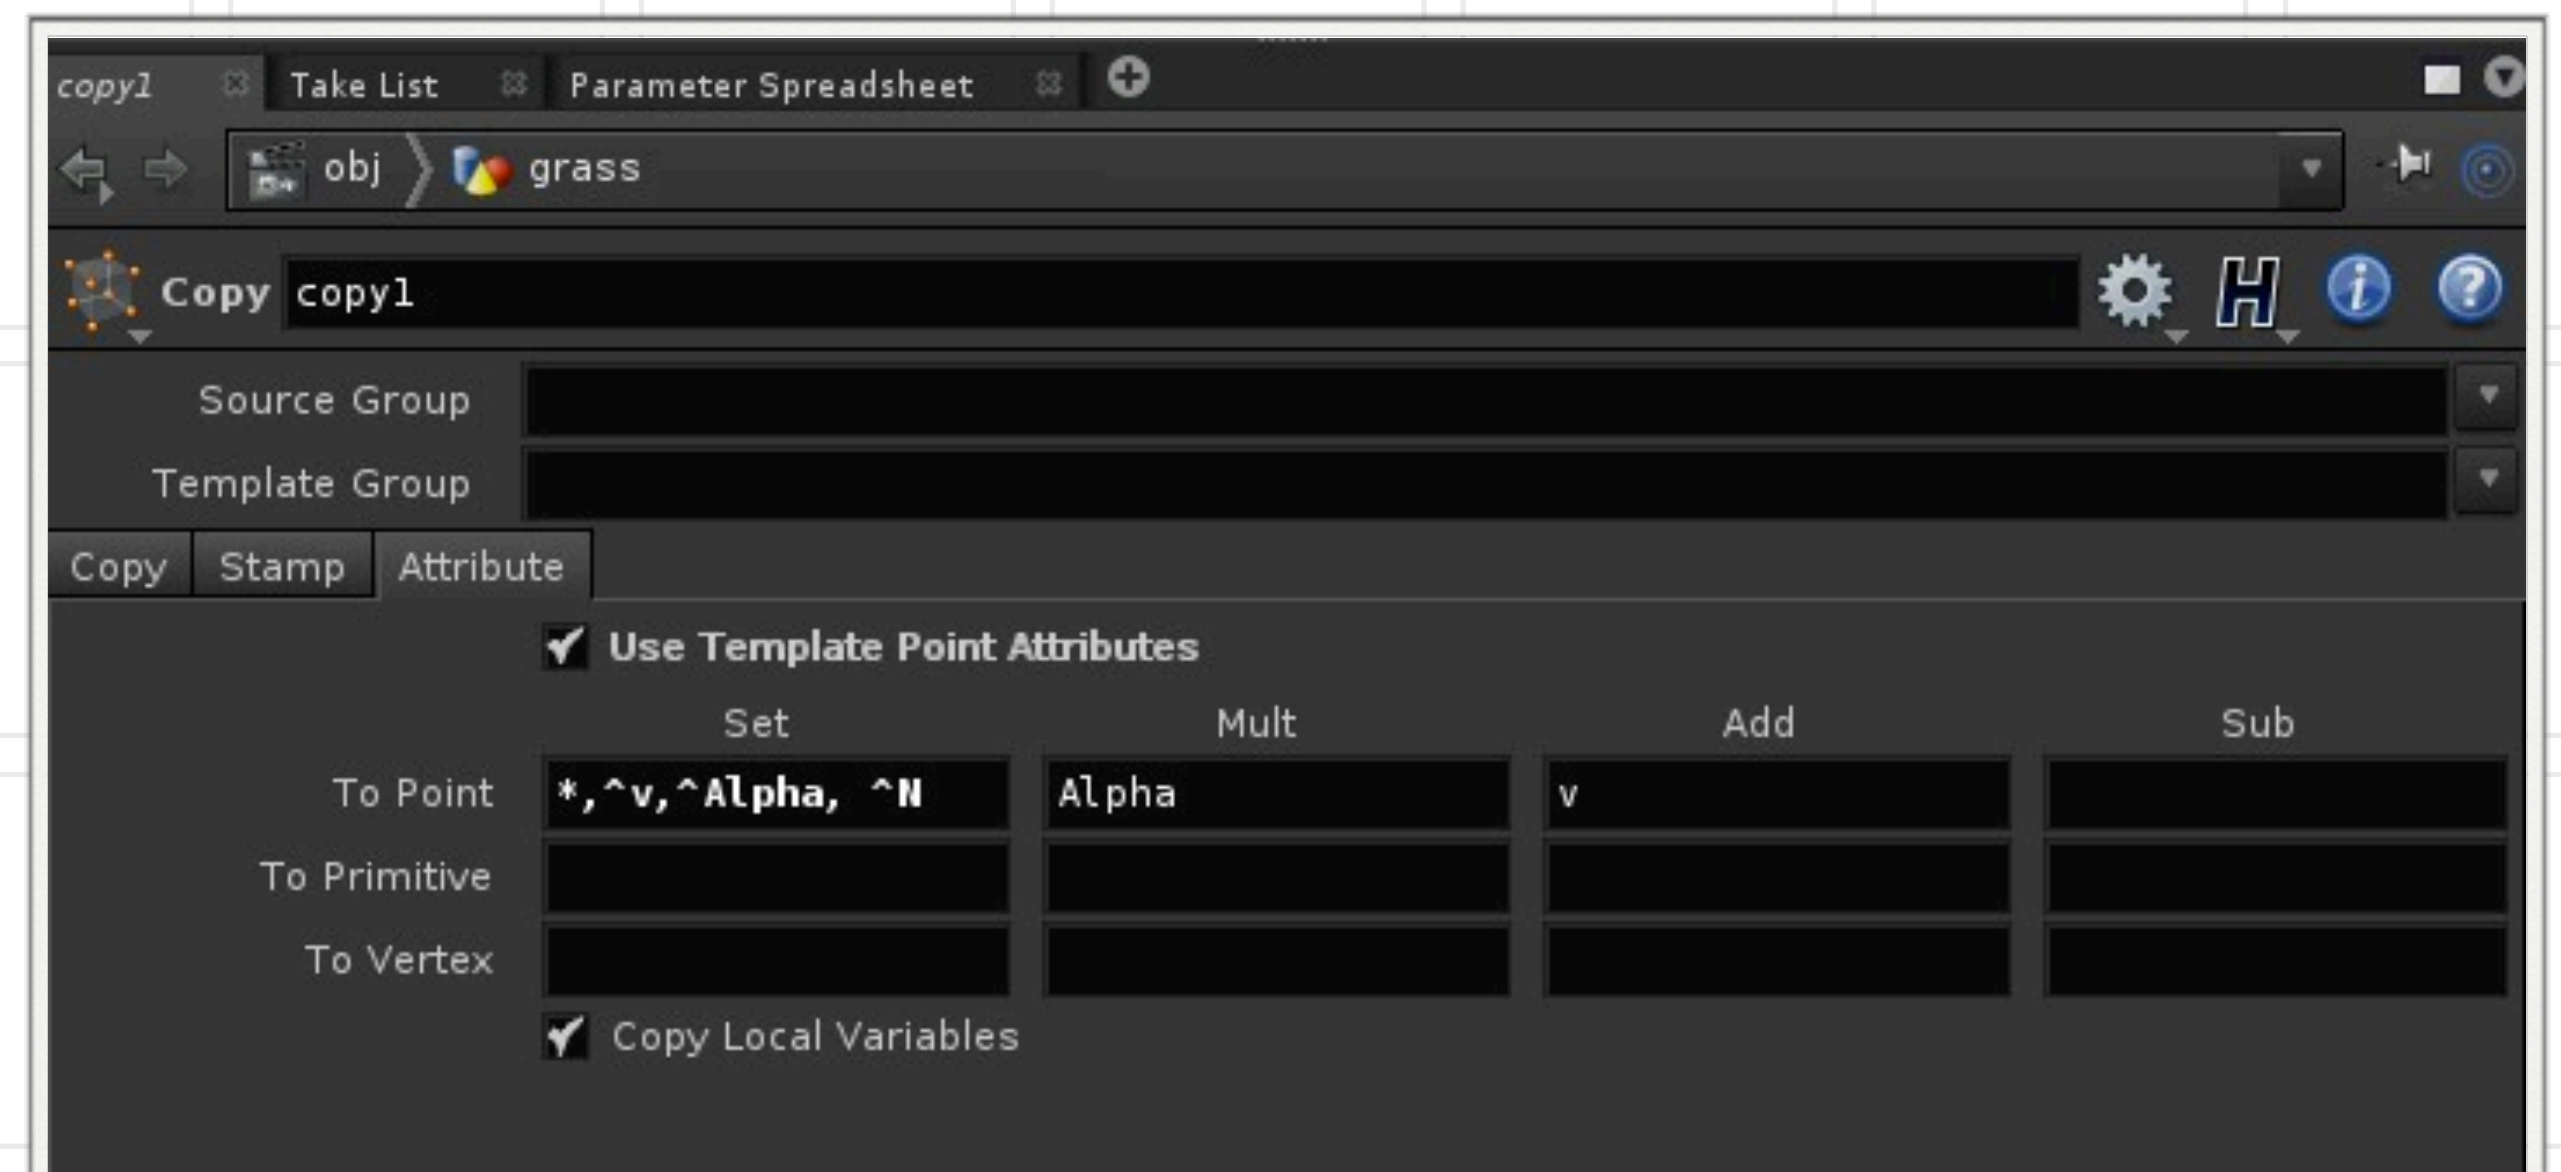 copy1 Take List Parameter Spreadsheet
obj grass
Copy copy1
Source Group
Template Group
Copy Stamp Attribute
Use Template Point Attributes
Set Mult Add Sub
To Point *,^v,^Alpha, ^N Alpha v
To Primitive
To Vertex
Copy Local Variables